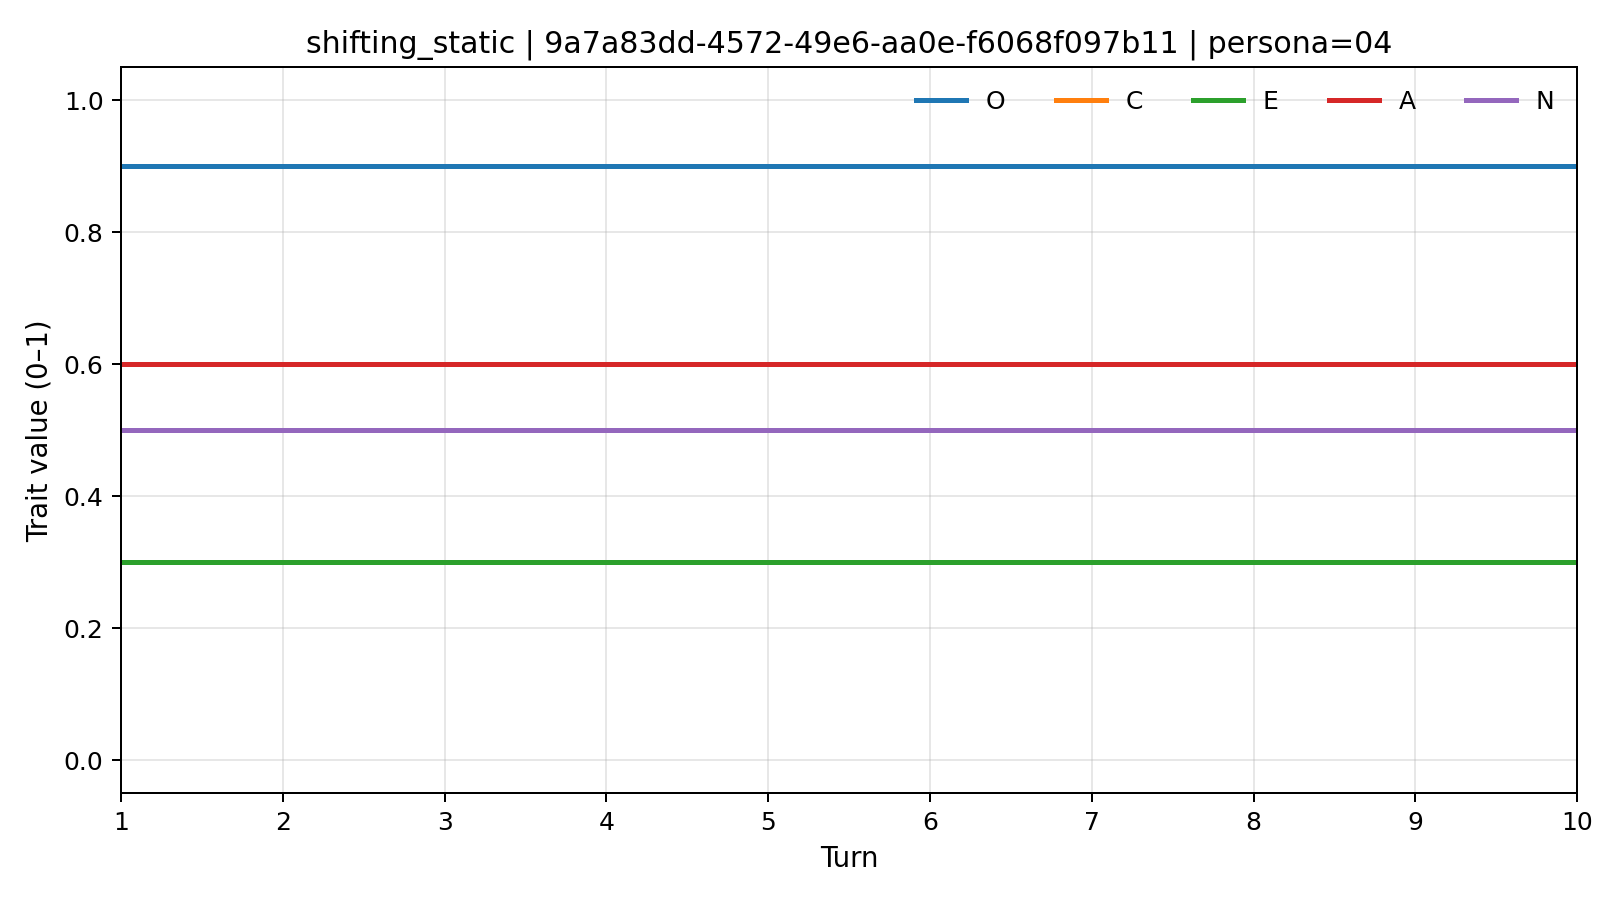 shifting_static | 9a7a83dd-4572-49e6-aa0e-f6068f097b11 | persona=04
O C E A N
Trait value (0–1)
1.0
0.8
0.6
0.4
0.2
0.0
1 2 3 4 5 6 7 8 9 10
Turn